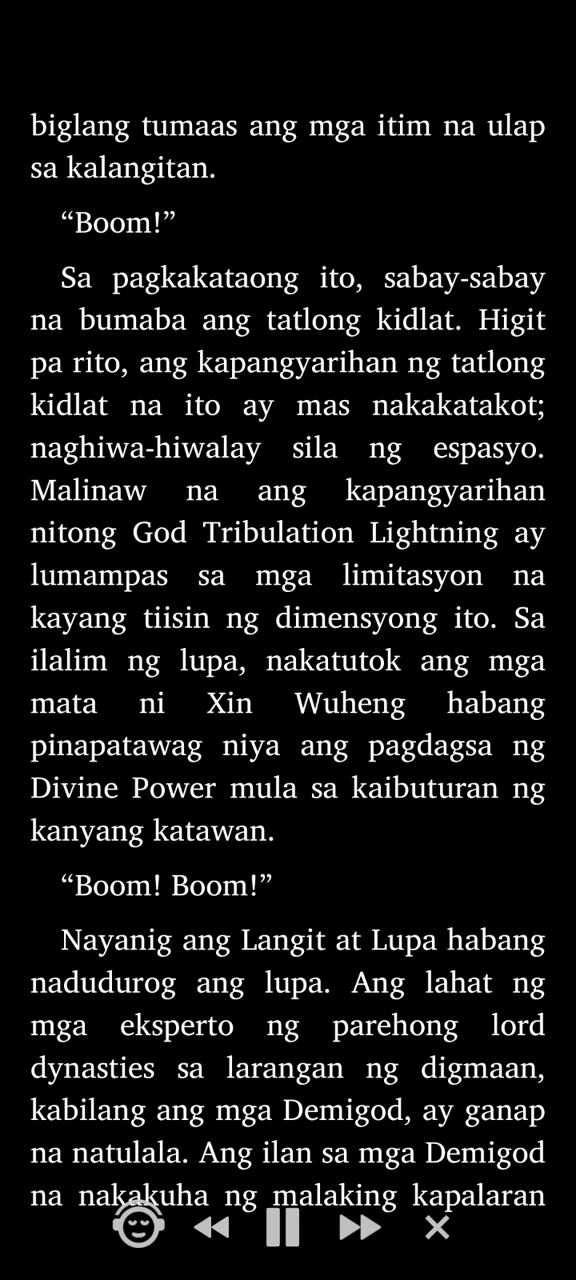 biglang tumaas ang mga itim na ulap
sa kalangitan.
“Boom!”
Sa pagkakataong ito, sabay-sabay
na bumaba ang tatlong kidlat. Higit
pa rito, ang kapangyarihan ng tatlong
kidlat na ito ay mas nakakatakot;
naghiwa-hiwalay sila ng espasyo.
Malinaw na ang kapangyarihan
nitong God Tribulation Lightning ay
lumampas sa mga limitasyon na
kayang tiisin ng dimensyong ito. Sa
ilalim ng lupa, nakatutok ang mga
mata ni Xin Wuheng habang
pinapatawag niya ang pagdagsa ng
Divine Power mula sa kaibuturan ng
kanyang katawan.
“Boom! Boom!”
Nayanig ang Langit at Lupa habang
nadudurog ang lupa. Ang lahat ng
mga eksperto ng parehong lord
dynasties sa larangan ng digmaan,
kabilang ang mga Demigod, ay ganap
na natulala. Ang ilan sa mga Demigod
na nakakuha ng malaking kapalaran